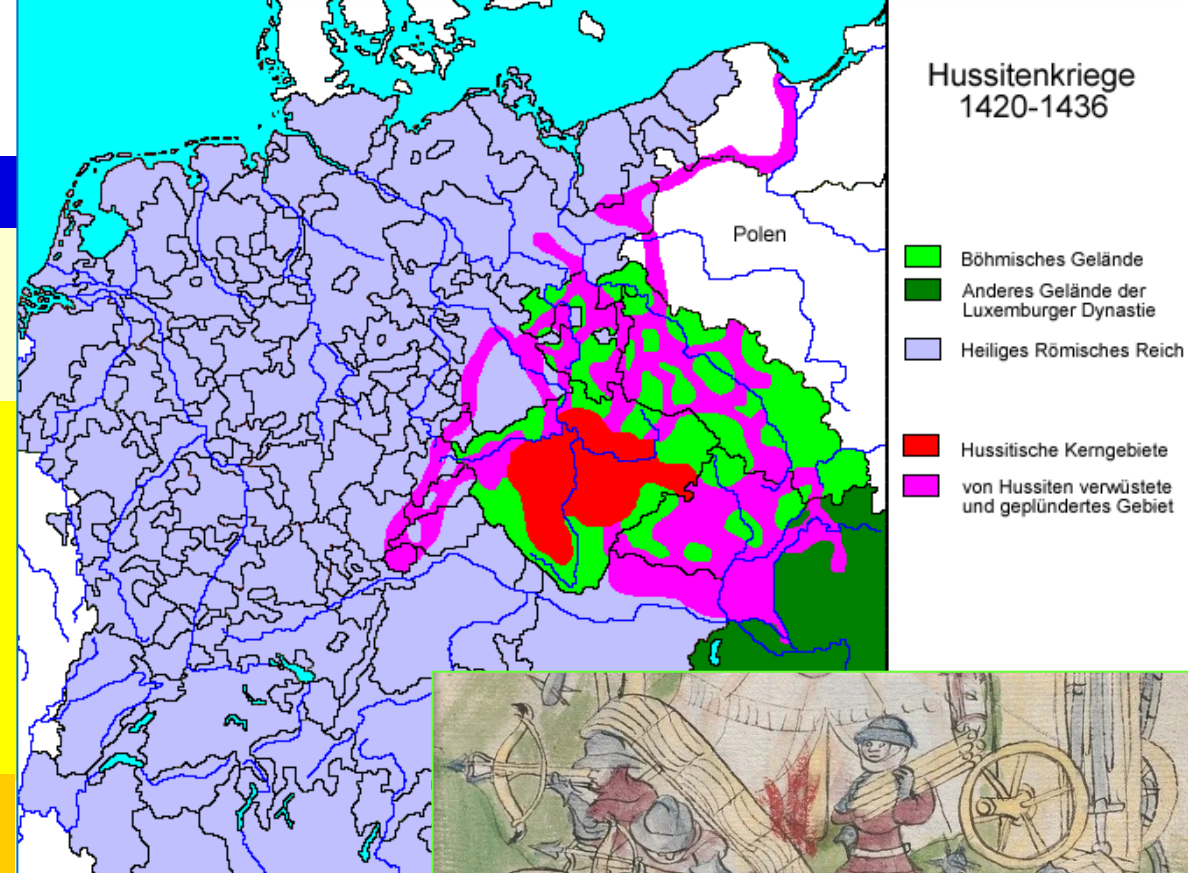 Hussitenkriege
1420-1436
Polen
Böhmisches Gelände
Anderes Gelände der
Luxemburger Dynastie
Heiliges Römisches Reich
Hussitische Kerngebiete
von Hussiten verwüstete
und geplündertes Gebiet